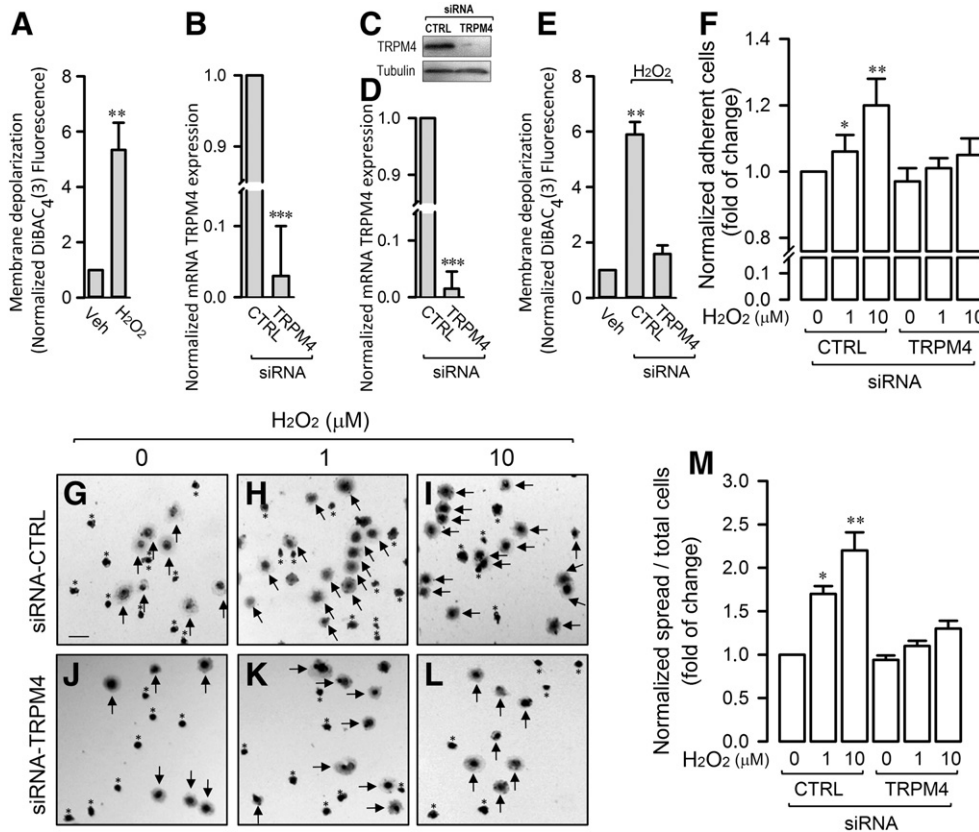 A
Membrane depolarization
(Normalized DiBAC4(3) Fluorescence)
8
6
4
2
0
**
Veh
H2O2
B
Normalized mRNA TRPM4 expression
1.0
0.5
0.1
0.0
***
CTRL
TRPM4
siRNA
C
siRNA
CTRL TRPM4
TRPM4
Tubulin
D
Normalized mRNA TRPM4 expression
1.0
0.5
0.1
0.0
***
CTRL
TRPM4
siRNA
E
Membrane depolarization
(Normalized DiBAC4(3) Fluorescence)
8
6
4
2
0
H2O2
**
Veh
CTRL
TRPM4
siRNA
F
Normalized adherent cells
(fold of change)
1.4
1.2
1.0
0.8
0.1
0.0
*
**
H2O2 (μM) 0 1 10 0 1 10
CTRL TRPM4
siRNA
H2O2 (μM)
0 1 10
siRNA-CTRL
G H I
siRNA-TRPM4
J K L
M
Normalized spread / total cells
(fold of change)
3.0
2.5
2.0
1.5
1.0
0.5
0.0
*
**
H2O2 (μM) 0 1 10 0 1 10
CTRL TRPM4
siRNA